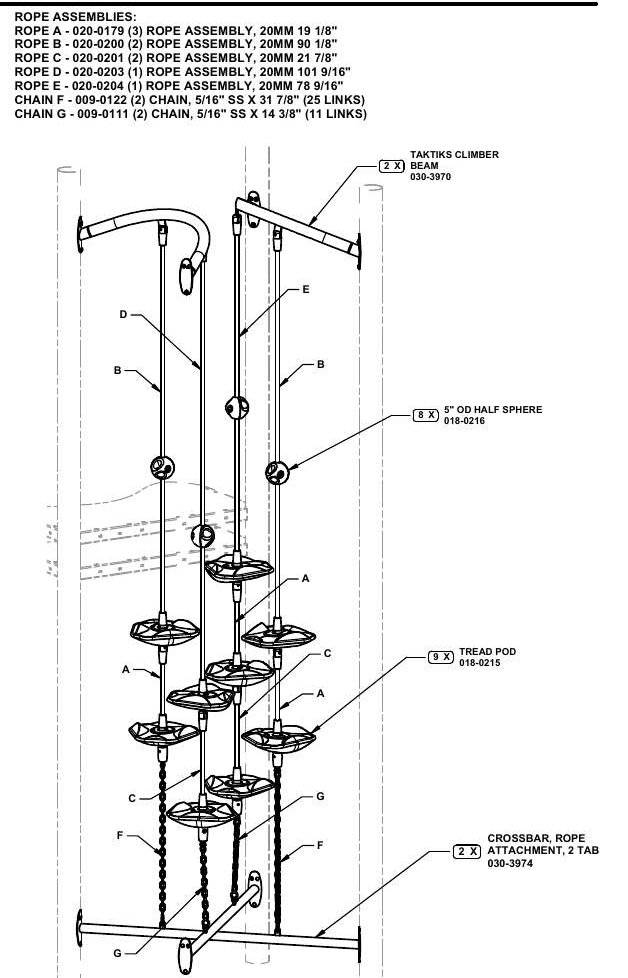 ROPE ASSEMBLIES:
ROPE A - 020-0179 (3) ROPE ASSEMBLY, 20MM 19 1/8"
ROPE B - 020-0200 (2) ROPE ASSEMBLY, 20MM 90 1/8"
ROPE C - 020-0201 (2) ROPE ASSEMBLY, 20MM 21 7/8"
ROPE D - 020-0203 (1) ROPE ASSEMBLY, 20MM 101 9/16"
ROPE E - 020-0204 (1) ROPE ASSEMBLY, 20MM 78 9/16"
CHAIN F - 009-0122 (2) CHAIN, 5/16" SS X 31 7/8" (25 LINKS)
CHAIN G - 009-0111 (2) CHAIN, 5/16" SS X 14 3/8" (11 LINKS)
TAKTIKS CLIMBER
2 X BEAM
030-3970
E
D
B
B
8 X 5" OD HALF SPHERE
018-0216
A
C
9 X TREAD POD
018-0215
A
A
C
G
F
F
CROSSBAR, ROPE
2 X ATTACHMENT, 2 TAB
030-3974
G